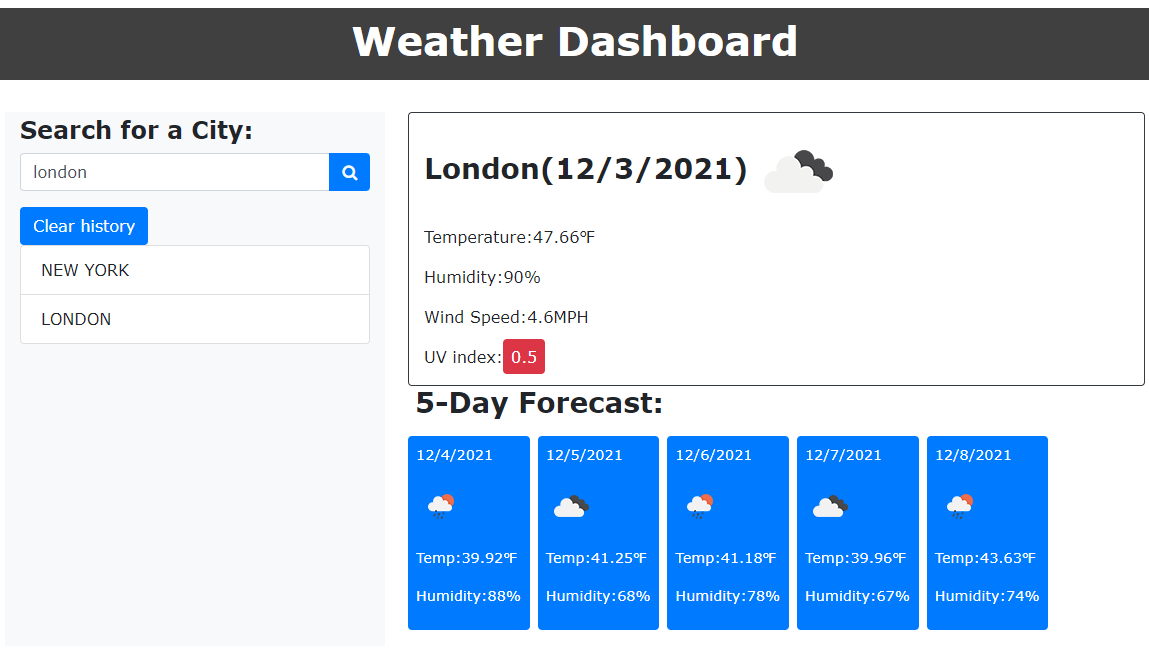 Weather Dashboard
Search for a City:
london
Clear history
NEW YORK
LONDON
London(12/3/2021)
Temperature:47.66℉
Humidity:90%
Wind Speed:4.6MPH
UV index:0.5
5-Day Forecast:
12/4/2021
Temp:39.92℉
Humidity:88%
12/5/2021
Temp:41.25℉
Humidity:68%
12/6/2021
Temp:41.18℉
Humidity:78%
12/7/2021
Temp:39.96℉
Humidity:67%
12/8/2021
Temp:43.63℉
Humidity:74%